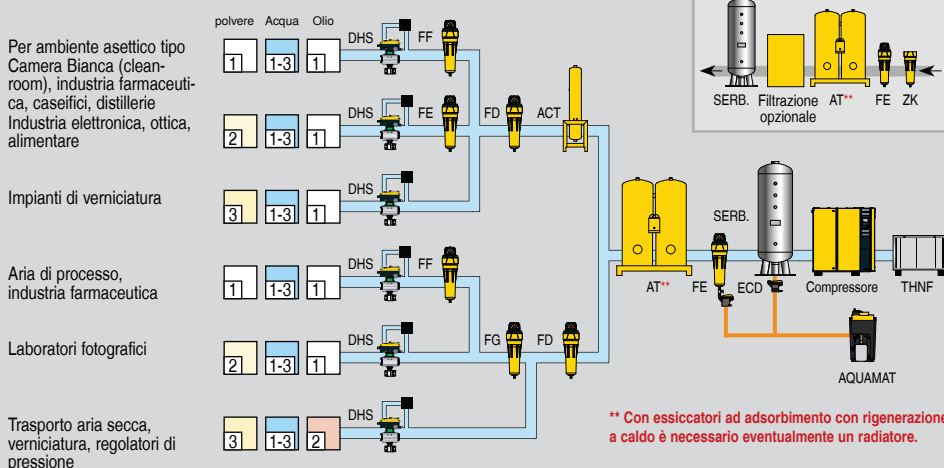 polvere Acqua Olio
Per ambiente asettico tipo
Camera Bianca (clean-
room), industria farmaceuti-
ca, caseifici, distillerie
Industria elettronica, ottica,
alimentare
1 1-3 1 DHS FF
2 1-3 1 DHS FE FD ACT
Impianti di verniciatura
3 1-3 1 DHS
Aria di processo,
industria farmaceutica
1 1-3 1 DHS FF
Laboratori fotografici
2 1-3 1 DHS FG FD
Trasporto aria secca,
verniciatura, regolatori di
pressione
3 1-3 2 DHS
SERB. Filtrazione
opzionale
AT** FE ZK
SERB.
AT** FE ECD Compressore THNF
AQUAMAT
** Con essiccatori ad adsorbimento con rigenerazione
a caldo è necessario eventualmente un radiatore.